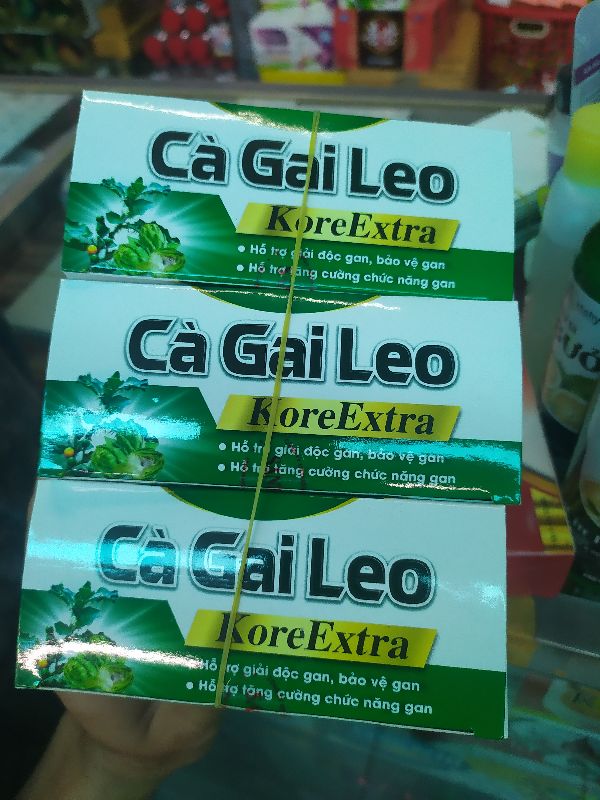 Cà Gai Leo
KoreExtra
• Hỗ trợ giải độc gan, bảo vệ gan
• Hỗ trợ tăng cường chức năng gan
Cà Gai Leo
KoreExtra
• Hỗ trợ giải độc gan, bảo vệ gan
• Hỗ trợ tăng cường chức năng gan
Cà Gai Leo
KoreExtra
Hỗ trợ giải độc gan, bảo vệ gan
• Hỗ trợ tăng cường chức năng gan